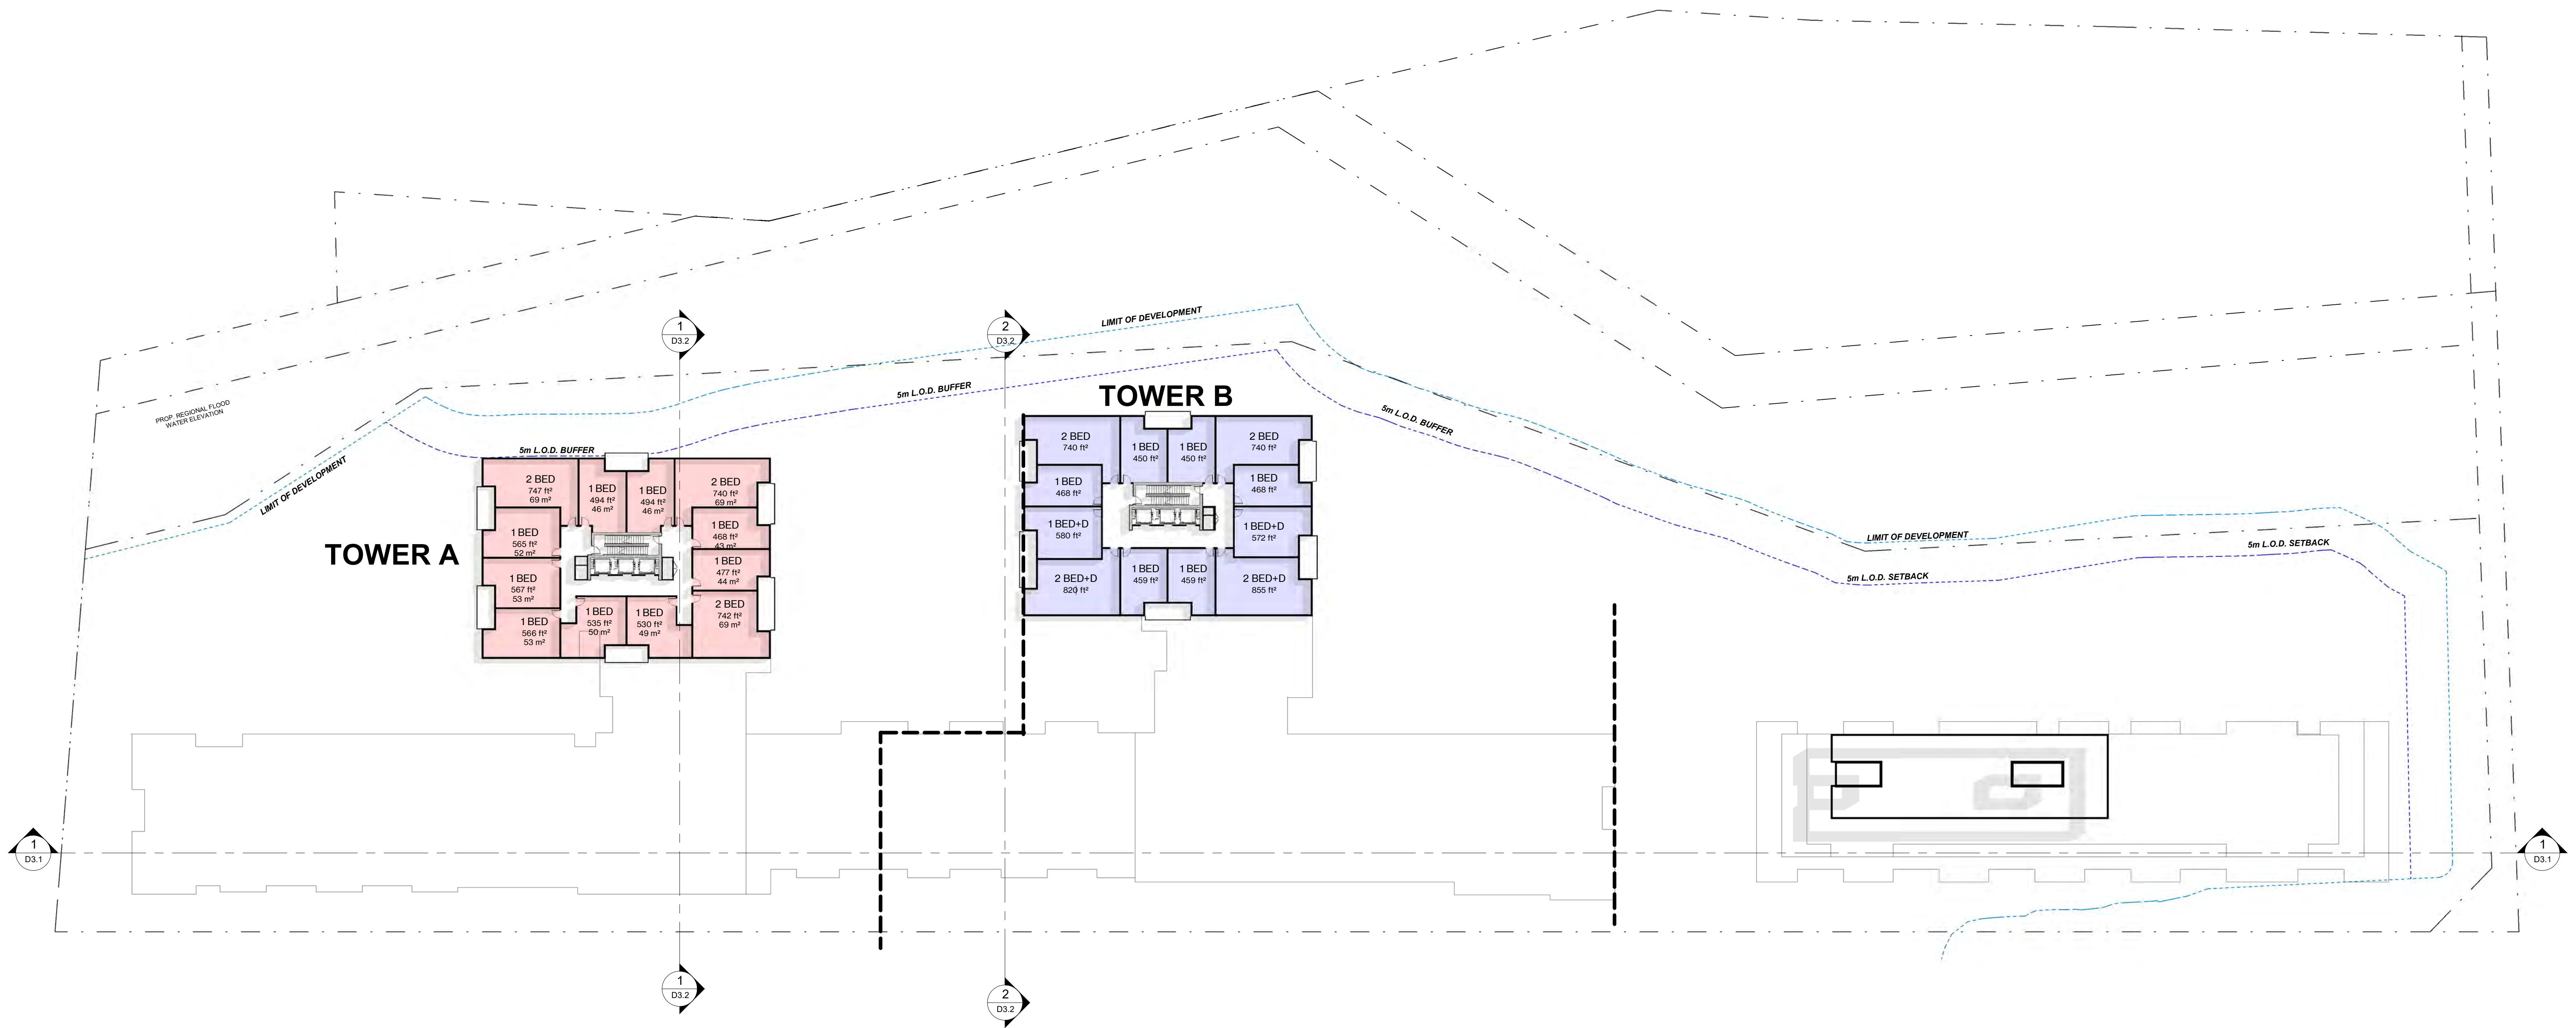 1
D3.2
2
D3.2
LIMIT OF DEVELOPMENT
5m L.O.D. BUFFER
PROP. REGIONAL FLOOD
WATER ELEVATION
LIMIT OF DEVELOPMENT
5m L.O.D. BUFFER
TOWER A
2 BED
747 ft²
69 m²
1 BED
494 ft²
46 m²
1 BED
494 ft²
46 m²
2 BED
740 ft²
69 m²
1 BED
565 ft²
52 m²
1 BED
468 ft²
43 m²
1 BED
567 ft²
53 m²
1 BED
477 ft²
44 m²
1 BED
566 ft²
53 m²
1 BED
535 ft²
50 m²
1 BED
530 ft²
49 m²
2 BED
742 ft²
69 m²
TOWER B
2 BED
740 ft²
1 BED
450 ft²
1 BED
450 ft²
2 BED
740 ft²
1 BED
468 ft²
1 BED
468 ft²
1 BED+D
580 ft²
1 BED+D
572 ft²
2 BED+D
820 ft²
1 BED
459 ft²
1 BED
459 ft²
2 BED+D
855 ft²
5m L.O.D. BUFFER
LIMIT OF DEVELOPMENT
5m L.O.D. SETBACK
5m L.O.D. SETBACK
1
D3.1
1
D3.1
1
D3.2
2
D3.2